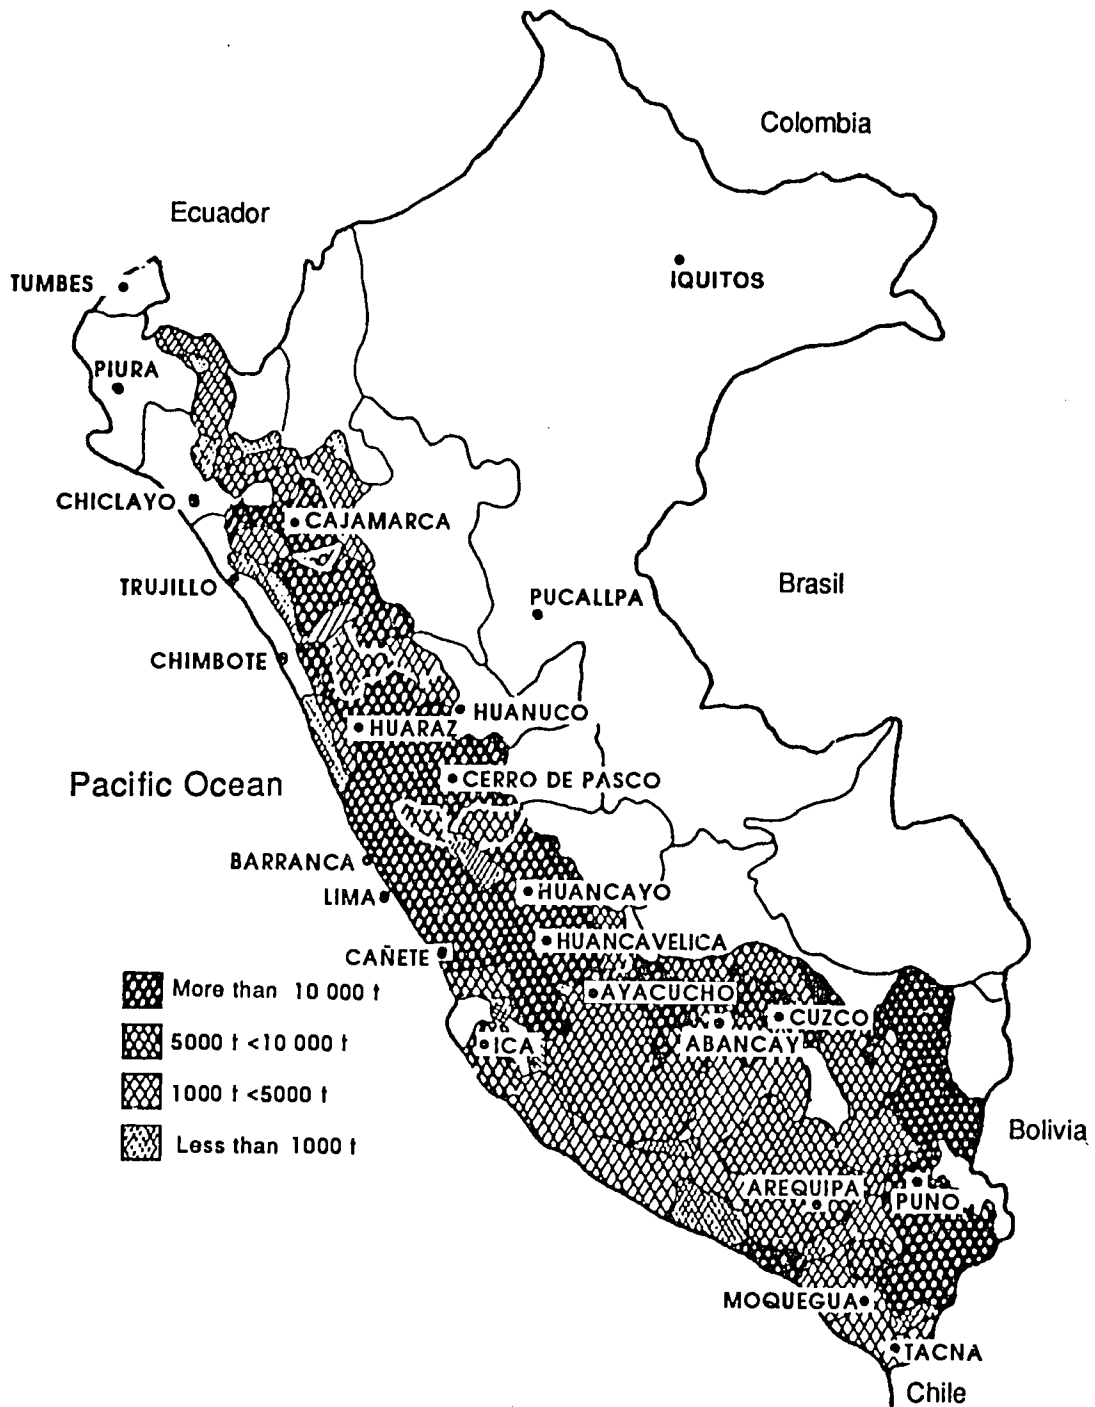 Colombia
Ecuador
TUMBES
IQUITOS
PIURA
CHICLAYO
CAJAMARCA
Brasil
TRUJILLO
PUCALLPA
CHIMBOTE
HUANUCO
HUARAZ
Pacific Ocean
CERRO DE PASCO
BARRANCA
LIMA
HUANCAYO
HUANCAVELICA
CAÑETE
More than 10 000 t
AYACUCHO
CUZCO
5000 t <10 000 t
ICA
ABANCAY
1000 t <5000 t
Less than 1000 t
Bolivia
AREQUIPA
PUNO
MOQUEGUA
TACNA
Chile